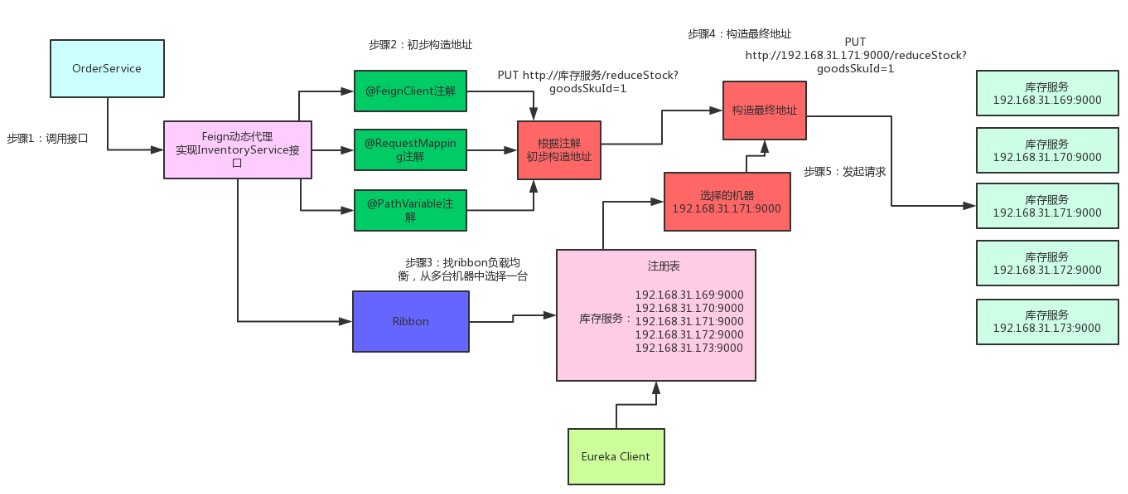 步骤4：构造最终地址
步骤2：初步构造地址
PUT
http://192.168.31.171:9000/reduceStock?
goodsSkuId=1
OrderService
PUT http://库存服务/reduceStock?
goodsSkuId=1
@FeignClient注解
构造最终地址
库存服务
192.168.31.169:9000
步骤1：调用接口
Feign动态代理
实现InventoryService接
口
@RequestMappin
g注解
根据注解
初步构造地址
库存服务
192.168.31.170:9000
步骤5：发起请求
@PathVariable注
解
选择的机器
192.168.31.171:9000
库存服务
192.168.31.171:9000
步骤3：找ribbon负载均
衡，从多台机器中选择一台
注册表
库存服务
192.168.31.172:9000
Ribbon
库存服务：
192.168.31.169:9000
192.168.31.170:9000
192.168.31.171:9000
192.168.31.172:9000
192.168.31.173:9000
库存服务
192.168.31.173:9000
Eureka Client